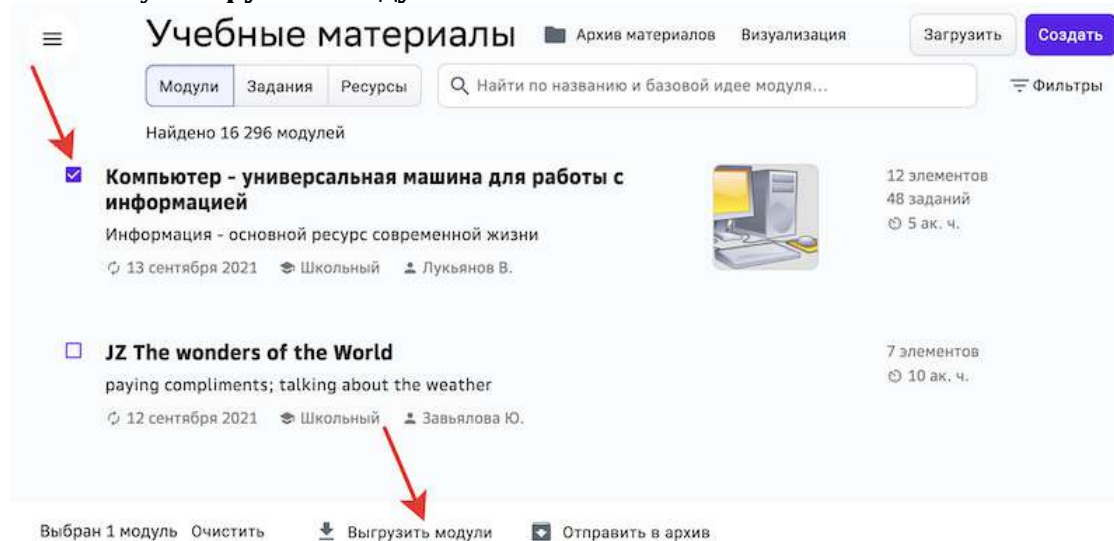 Учебные материалы Архив материалов Визуализация Загрузить Создать
Модули Задания Ресурсы Найти по названию и базовой идее модуля... Фильтры
Найдено 16 296 модулей
Компьютер - универсальная машина для работы с
информацией
12 элементов
48 заданий
5 ак. ч.
Информация - основной ресурс современной жизни
13 сентября 2021 Школьный Лукьянов В.
JZ The wonders of the World
7 элементов
10 ак. ч.
paying compliments; talking about the weather
12 сентября 2021 Школьный Завьялова Ю.
Выбран 1 модуль Очистить Выгрузить модули Отправить в архив